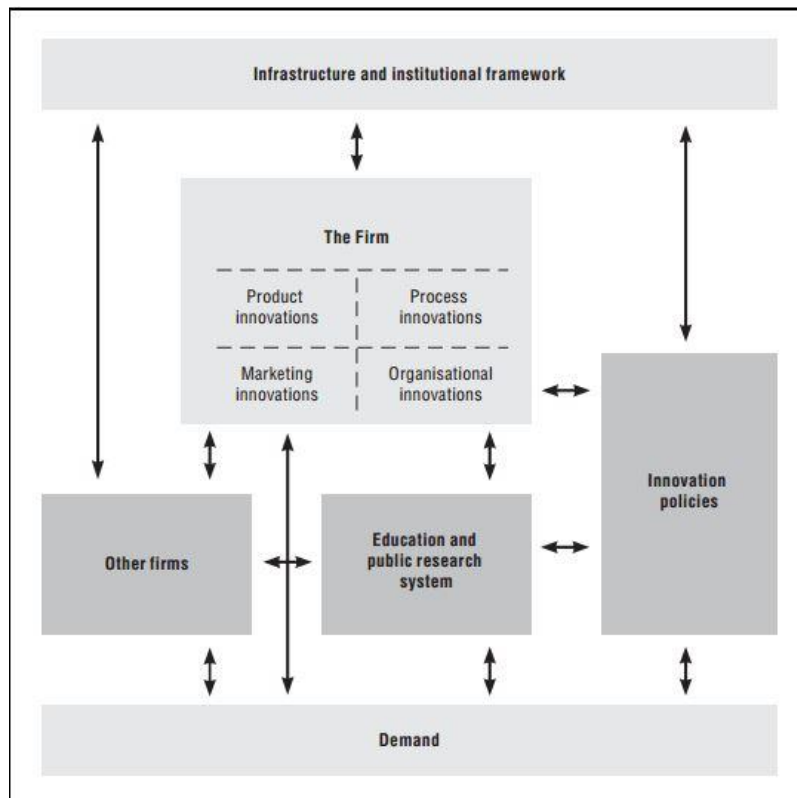 Infrastructure and institutional framework
The Firm
Product
innovations
Process
innovations
Marketing
innovations
Organisational
innovations
Other firms
Education and
public research
system
Innovation
policies
Demand